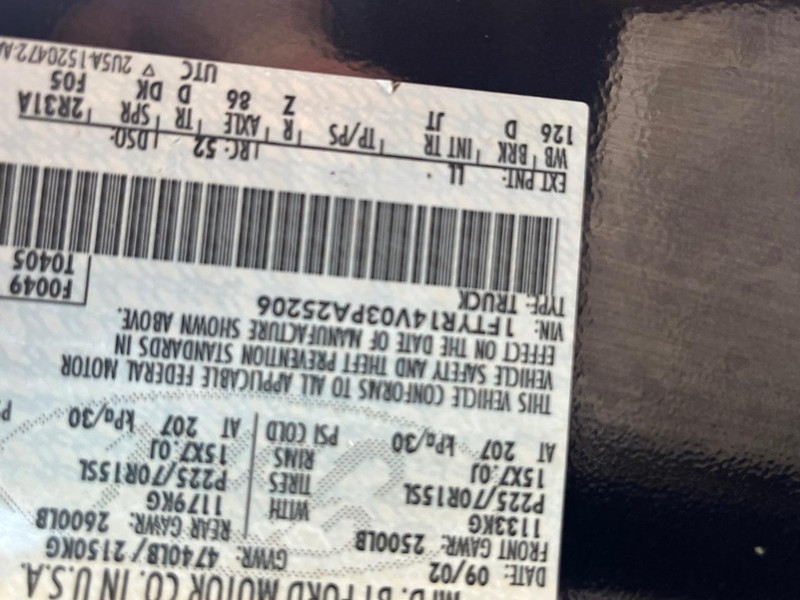 MFD. BY FORD MOTOR CO. IN U.S.A.
DATE: 09/02 GVWR: 4740LB/ 2150KG
FRONT GAWR: 2500LB REAR GAWR: 2600LB
1133KG WITH 1179KG
P225/70R15SL TIRES P225/70R15SL
15X7.0J RIMS 15X7.0J
AT 207 kPa/30 PSI COLD AT 207 kPa/30
THIS VEHICLE CONFORMS TO ALL APPLICABLE FEDERAL MOTOR
VEHICLE SAFETY AND THEFT PREVENTION STANDARDS IN
EFFECT ON THE DATE OF MANUFACTURE SHOWN ABOVE.
VIN: 1FTYR14V03PA25206 F0049
TYPE: TRUCK T0405
EXT PNT: LL RC: 52 DSO:
WB BRK INT TR TP/PS R AXLE TR SPR 2R31A
126 D JT Z 86 D DK F05
UTC ▽ 2U5A-1520472-A